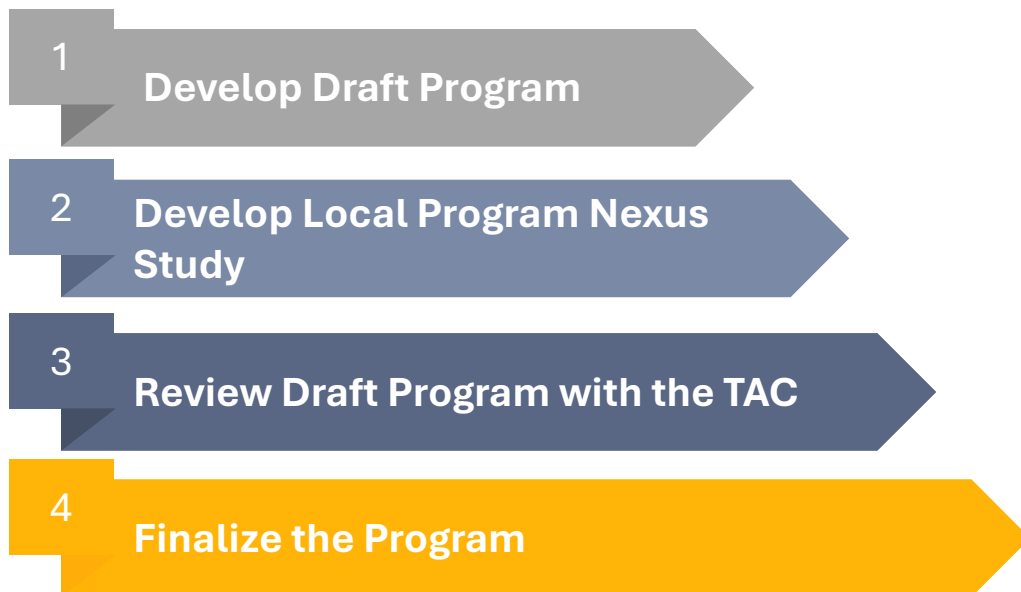 1
Develop Draft Program
2
Develop Local Program Nexus
Study
3
Review Draft Program with the TAC
4
Finalize the Program